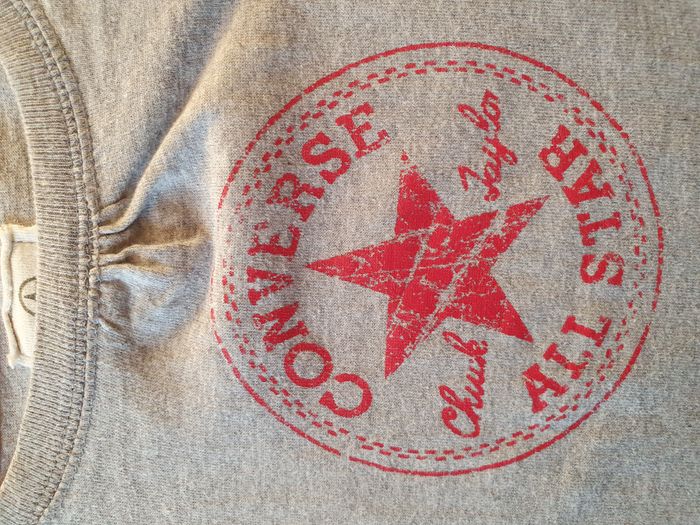 CONVERSE
Chuck Taylor
ALL STAR